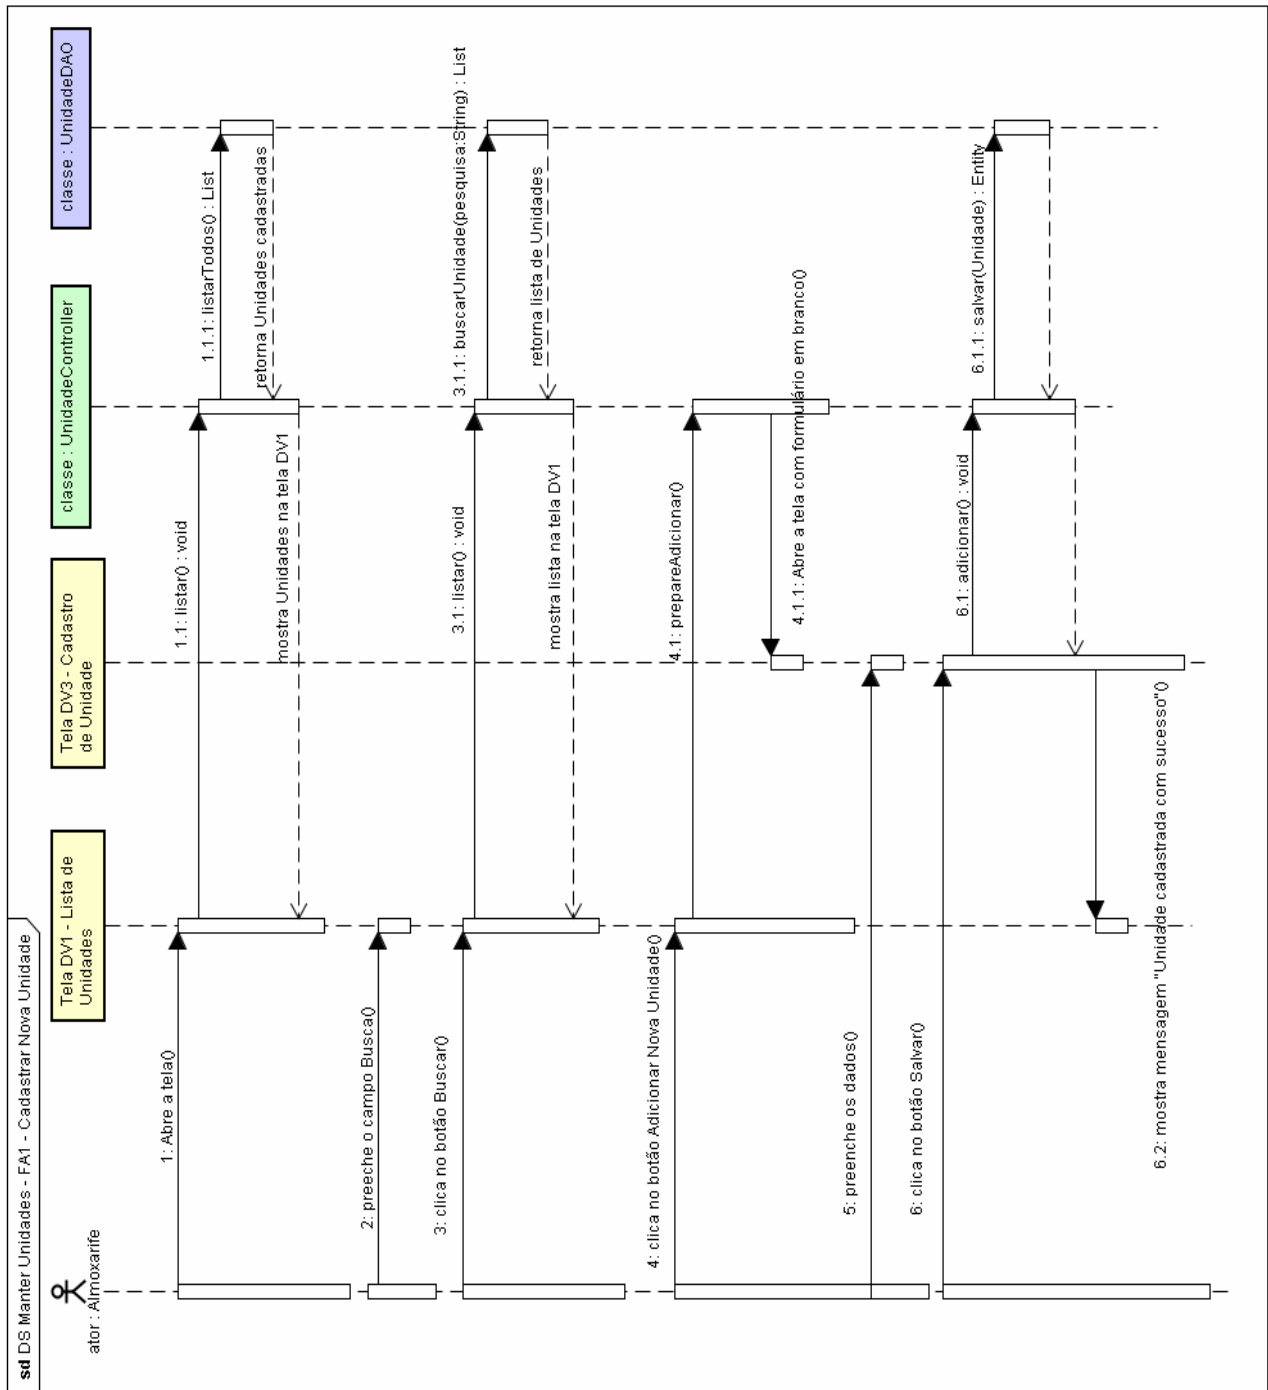 sd DS Manter Unidades - FA1 - Cadastrar Nova Unidade
ator : Almoxarife
Tela DV1 - Lista de
Unidades
Tela DV3 - Cadastro
de Unidade
classe : UnidadeController
classe : UnidadeDAO
1: Abre a tela()
1.1: listar() : void
1.1.1: listarTodos() : List
retorna Unidades cadastradas
mostra Unidades na tela DV1
2: preeche o campo Busca()
3: clica no botão Buscar()
3.1: listar() : void
3.1.1: buscarUnidade(pesquisa:String) : List
retorna lista de Unidades
mostra lista na tela DV1
4: clica no botão Adicionar Nova Unidade()
4.1: prepareAdicionar()
4.1.1: Abre a tela com formulário em branco()
5: preenche os dados()
6: clica no botão Salvar()
6.1: adicionar() : void
6.1.1: salvar(Unidade) : Entity
6.2: mostra mensagem "Unidade cadastrada com sucesso"()